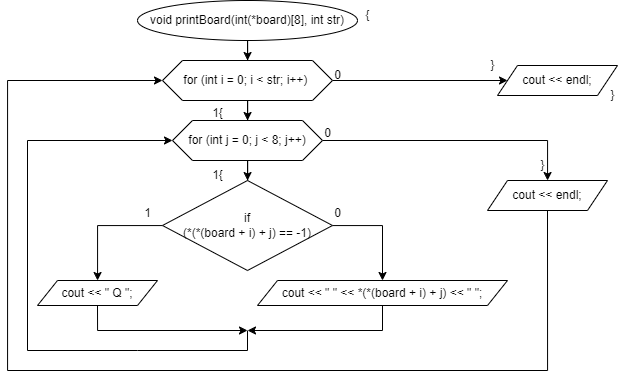 void printBoard(int(*board)[8], int str) {
for (int i = 0; i < str; i++)
0
}
cout << endl;
}
1{
for (int j = 0; j < 8; j++)
0
}
cout << endl;
1{
if
(*(*(board + i) + j) == -1)
1
0
cout << " Q ";
cout << " " << *(*(board + i) + j) << " ";